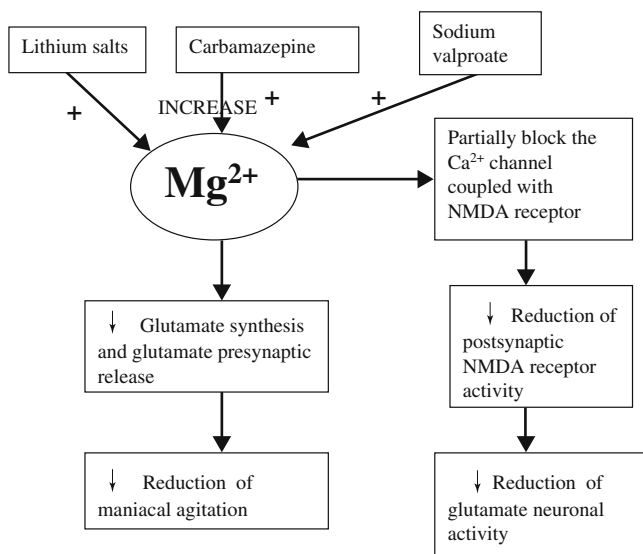 Lithium salts
Carbamazepine
Sodium
valproate
+
INCREASE +
+
Mg²⁺
Partially block the
Ca²⁺ channel
coupled with
NMDA receptor
↓ Glutamate synthesis
and glutamate presynaptic
release
↓ Reduction of
postsynaptic
NMDA receptor
activity
↓ Reduction of
maniacal agitation
↓ Reduction of
glutamate neuronal
activity